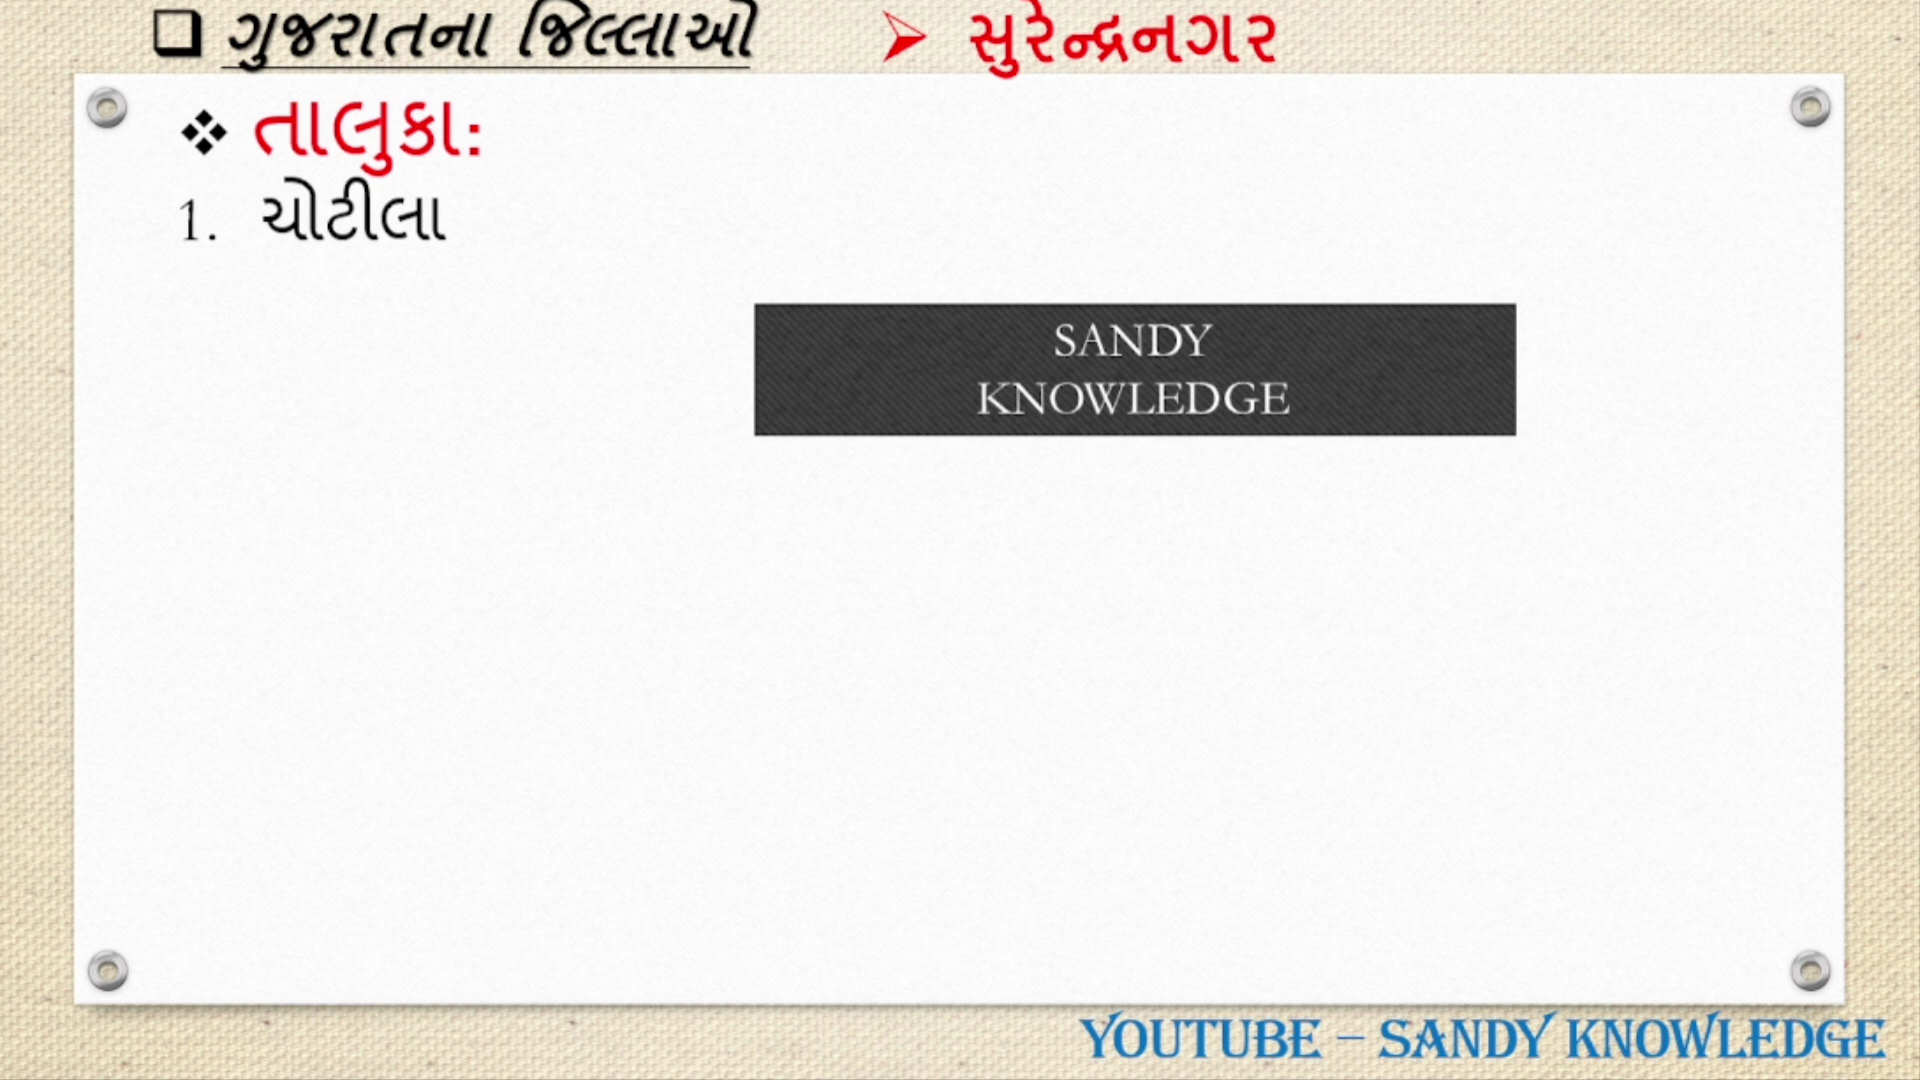 ગુજરાતના જિલ્લાઓ
સુરેન્દ્રનગર
તાલુકા:
1. ચોટીલા
SANDY
KNOWLEDGE
YOUTUBE – SANDY KNOWLEDGE